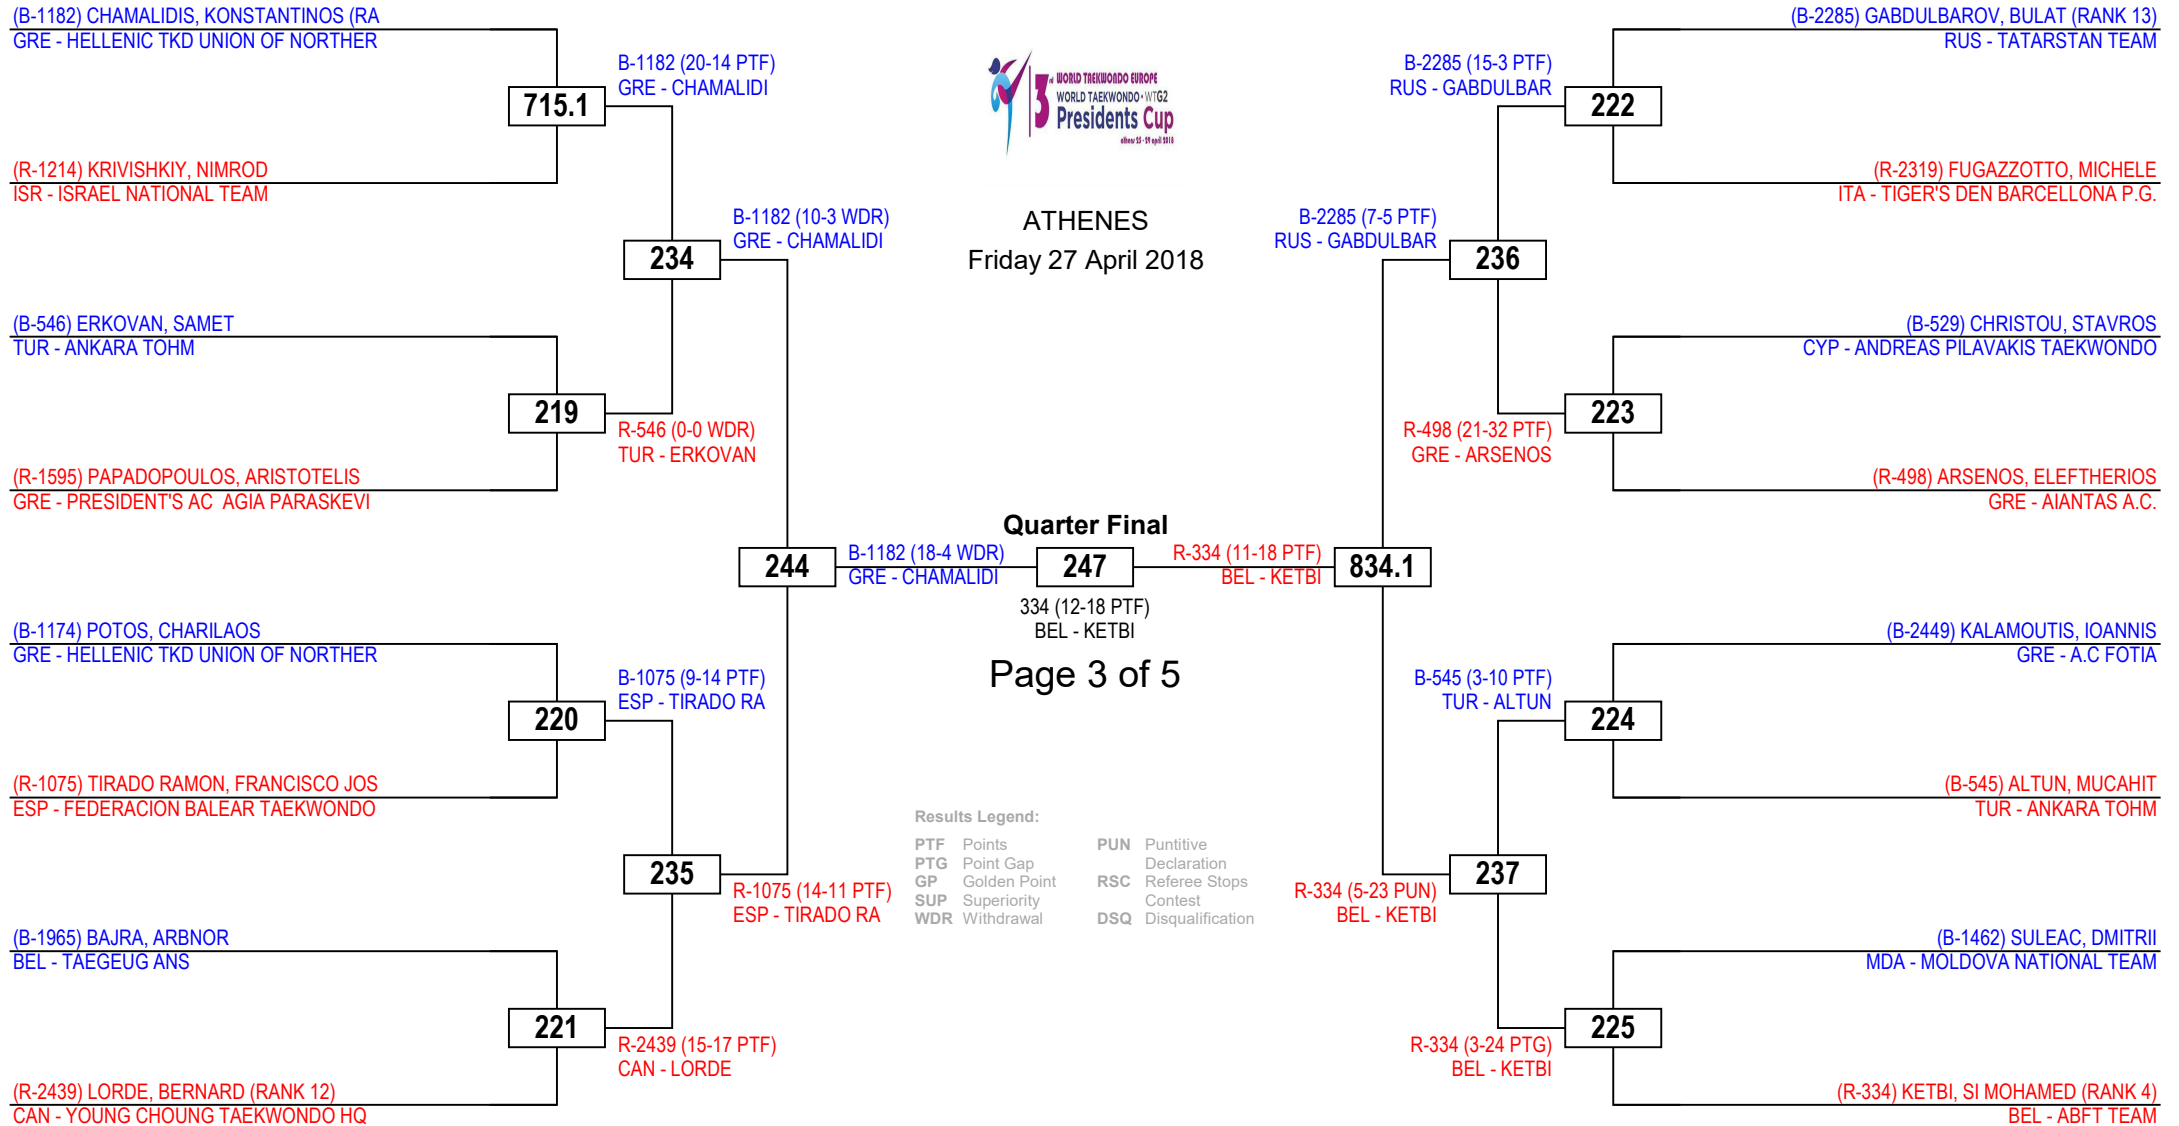 (B-1182) CHAMALIDIS, KONSTANTINOS (RA
GRE - HELLENIC TKD UNION OF NORTHER
715.1
(R-1214) KRIVISHKIY, NIMROD
ISR - ISRAEL NATIONAL TEAM
B-1182 (20-14 PTF)
GRE - CHAMALIDI
234
B-1182 (10-3 WDR)
GRE - CHAMALIDI
(B-546) ERKOVAN, SAMET
TUR - ANKARA TOHM
219
R-546 (0-0 WDR)
TUR - ERKOVAN
(R-1595) PAPADOPOULOS, ARISTOTELIS
GRE - PRESIDENT'S AC AGIA PARASKEVI
244
B-1182 (18-4 WDR)
GRE - CHAMALIDI
(B-1174) POTOS, CHARILAOS
GRE - HELLENIC TKD UNION OF NORTHER
220
B-1075 (9-14 PTF)
ESP - TIRADO RA
(R-1075) TIRADO RAMON, FRANCISCO JOS
ESP - FEDERACION BALEAR TAEKWONDO
235
R-1075 (14-11 PTF)
ESP - TIRADO RA
(B-1965) BAJRA, ARBNOR
BEL - TAEGEUG ANS
221
R-2439 (15-17 PTF)
CAN - LORDE
(R-2439) LORDE, BERNARD (RANK 12)
CAN - YOUNG CHOUNG TAEKWONDO HQ
3rd WORLD TAEKWONDO EUROPE
WORLD TAEKWONDO • WTG2
Presidents Cup
athens 25 - 29 april 2018
ATHENES
Friday 27 April 2018
Quarter Final
247
334 (12-18 PTF)
BEL - KETBI
Page 3 of 5
Results Legend:
PTF Points
PTG Point Gap
GP Golden Point
SUP Superiority
WDR Withdrawal
PUN Puntitive
Declaration
RSC Referee Stops
Contest
DSQ Disqualification
(B-2285) GABDULBAROV, BULAT (RANK 13)
RUS - TATARSTAN TEAM
B-2285 (15-3 PTF)
RUS - GABDULBAR
222
(R-2319) FUGAZZOTTO, MICHELE
ITA - TIGER'S DEN BARCELLONA P.G.
B-2285 (7-5 PTF)
RUS - GABDULBAR
236
(B-529) CHRISTOU, STAVROS
CYP - ANDREAS PILAVAKIS TAEKWONDO
223
R-498 (21-32 PTF)
GRE - ARSENOS
(R-498) ARSENOS, ELEFTHERIOS
GRE - AIANTAS A.C.
R-334 (11-18 PTF)
BEL - KETBI
834.1
(B-2449) KALAMOUTIS, IOANNIS
GRE - A.C FOTIA
B-545 (3-10 PTF)
TUR - ALTUN
224
(B-545) ALTUN, MUCAHIT
TUR - ANKARA TOHM
237
R-334 (5-23 PUN)
BEL - KETBI
(B-1462) SULEAC, DMITRII
MDA - MOLDOVA NATIONAL TEAM
225
R-334 (3-24 PTG)
BEL - KETBI
(R-334) KETBI, SI MOHAMED (RANK 4)
BEL - ABFT TEAM